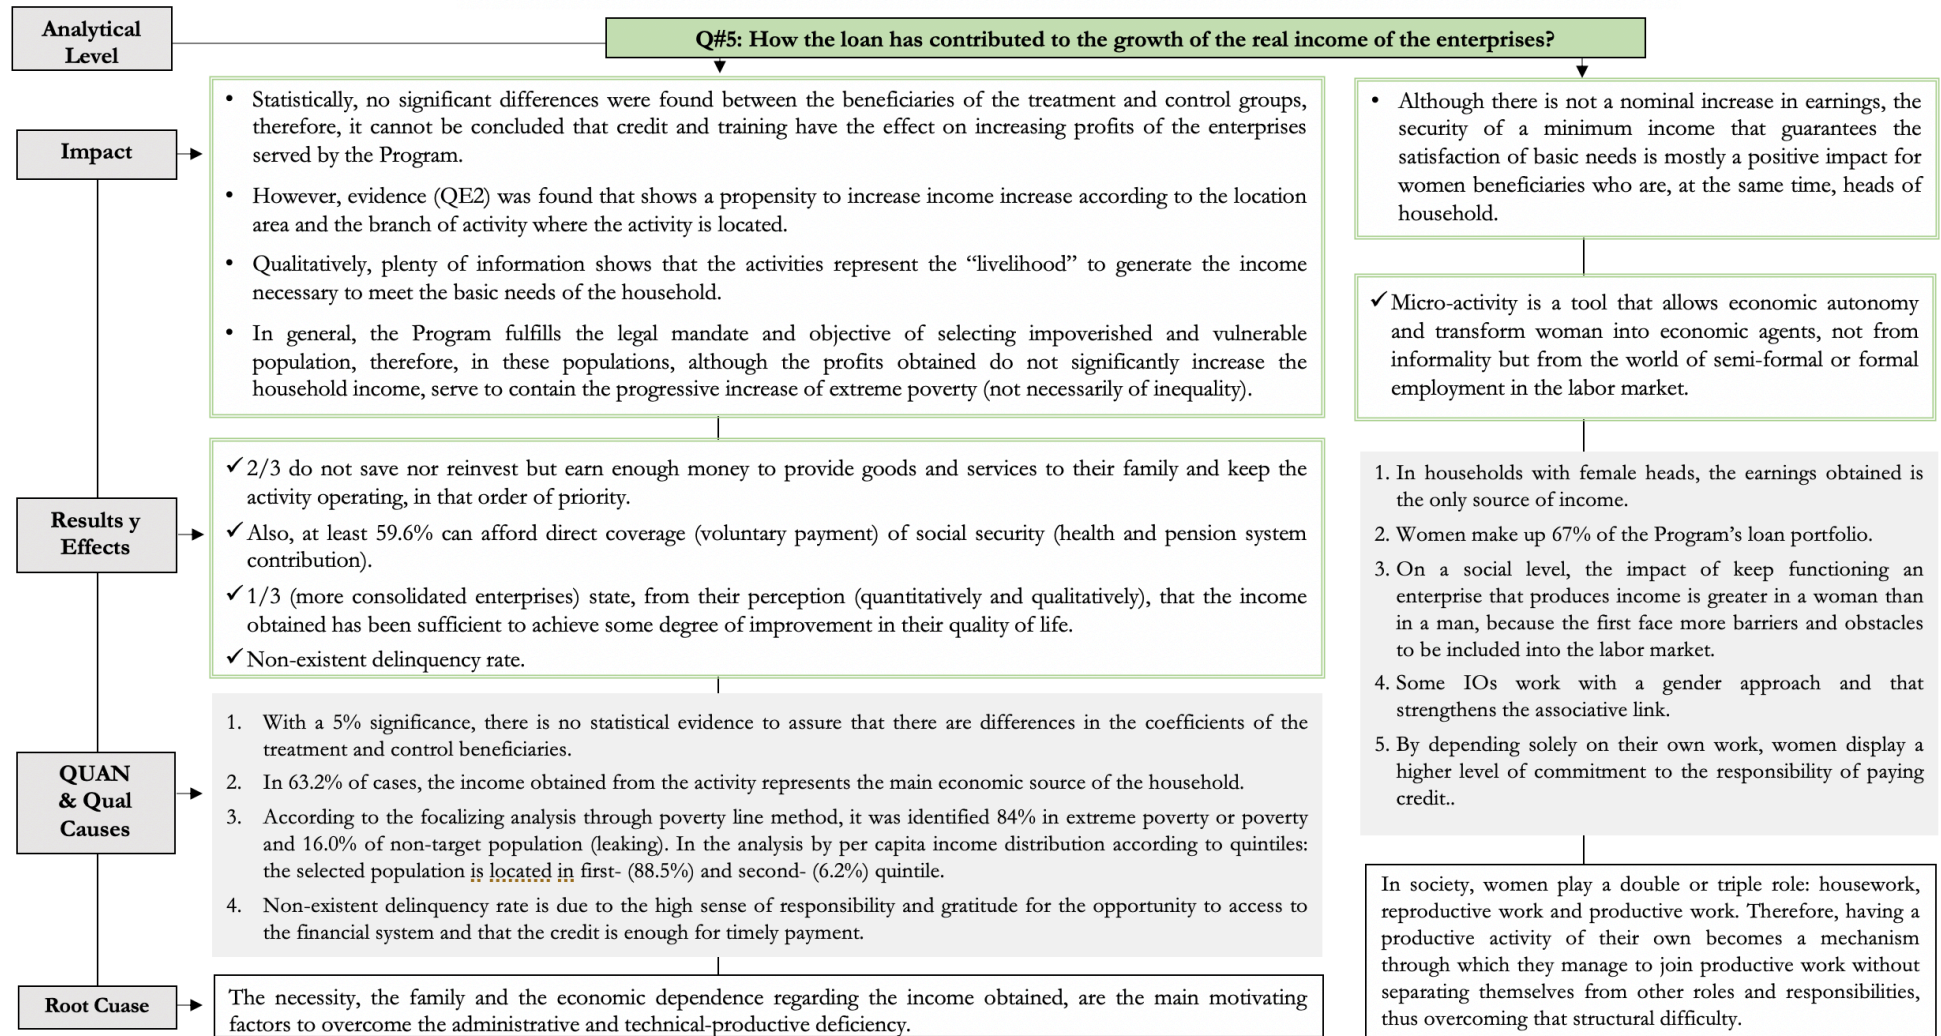 Analytical
Level
Q#5: How the loan has contributed to the growth of the real income of the enterprises?
Impact
• Statistically, no significant differences were found between the beneficiaries of the treatment and control groups,
therefore, it cannot be concluded that credit and training have the effect on increasing profits of the enterprises
served by the Program.
• However, evidence (QE2) was found that shows a propensity to increase income increase according to the location
area and the branch of activity where the activity is located.
• Qualitatively, plenty of information shows that the activities represent the “livelihood” to generate the income
necessary to meet the basic needs of the household.
• In general, the Program fulfills the legal mandate and objective of selecting impoverished and vulnerable
population, therefore, in these populations, although the profits obtained do not significantly increase the
household income, serve to contain the progressive increase of extreme poverty (not necessarily of inequality).
• Although there is not a nominal increase in earnings, the
security of a minimum income that guarantees the
satisfaction of basic needs is mostly a positive impact for
women beneficiaries who are, at the same time, heads of
household.
✓ Micro-activity is a tool that allows economic autonomy
and transform woman into economic agents, not from
informality but from the world of semi-formal or formal
employment in the labor market.
Results y
Effects
✓ 2/3 do not save nor reinvest but earn enough money to provide goods and services to their family and keep the
activity operating, in that order of priority.
✓ Also, at least 59.6% can afford direct coverage (voluntary payment) of social security (health and pension system
contribution).
✓ 1/3 (more consolidated enterprises) state, from their perception (quantitatively and qualitatively), that the income
obtained has been sufficient to achieve some degree of improvement in their quality of life.
✓ Non-existent delinquency rate.
QUAN
& Qual
Causes
1. With a 5% significance, there is no statistical evidence to assure that there are differences in the coefficients of the
treatment and control beneficiaries.
2. In 63.2% of cases, the income obtained from the activity represents the main economic source of the household.
3. According to the focalizing analysis through poverty line method, it was identified 84% in extreme poverty or poverty
and 16.0% of non-target population (leaking). In the analysis by per capita income distribution according to quintiles:
the selected population is located in first- (88.5%) and second- (6.2%) quintile.
4. Non-existent delinquency rate is due to the high sense of responsibility and gratitude for the opportunity to access to
the financial system and that the credit is enough for timely payment.
1. In households with female heads, the earnings obtained is
the only source of income.
2. Women make up 67% of the Program’s loan portfolio.
3. On a social level, the impact of keep functioning an
enterprise that produces income is greater in a woman than
in a man, because the first face more barriers and obstacles
to be included into the labor market.
4. Some IOs work with a gender approach and that
strengthens the associative link.
5. By depending solely on their own work, women display a
higher level of commitment to the responsibility of paying
credit..
Root Cuase
The necessity, the family and the economic dependence regarding the income obtained, are the main motivating
factors to overcome the administrative and technical-productive deficiency.
In society, women play a double or triple role: housework,
reproductive work and productive work. Therefore, having a
productive activity of their own becomes a mechanism
through which they manage to join productive work without
separating themselves from other roles and responsibilities,
thus overcoming that structural difficulty.